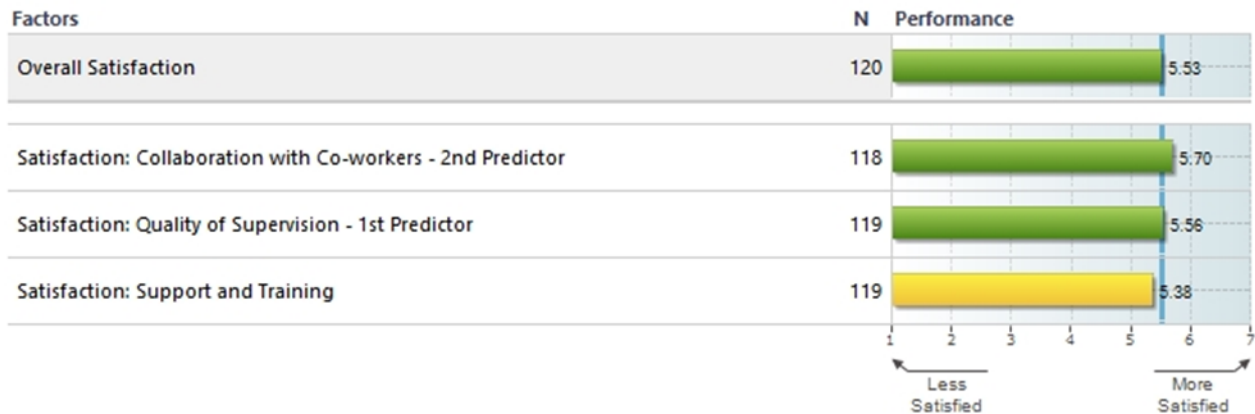 Factors N Performance
Overall Satisfaction 120 5.53
Satisfaction: Collaboration with Co-workers - 2nd Predictor 118 5.70
Satisfaction: Quality of Supervision - 1st Predictor 119 5.56
Satisfaction: Support and Training 119 5.38
1 2 3 4 5 6 7
Less More
Satisfied Satisfied